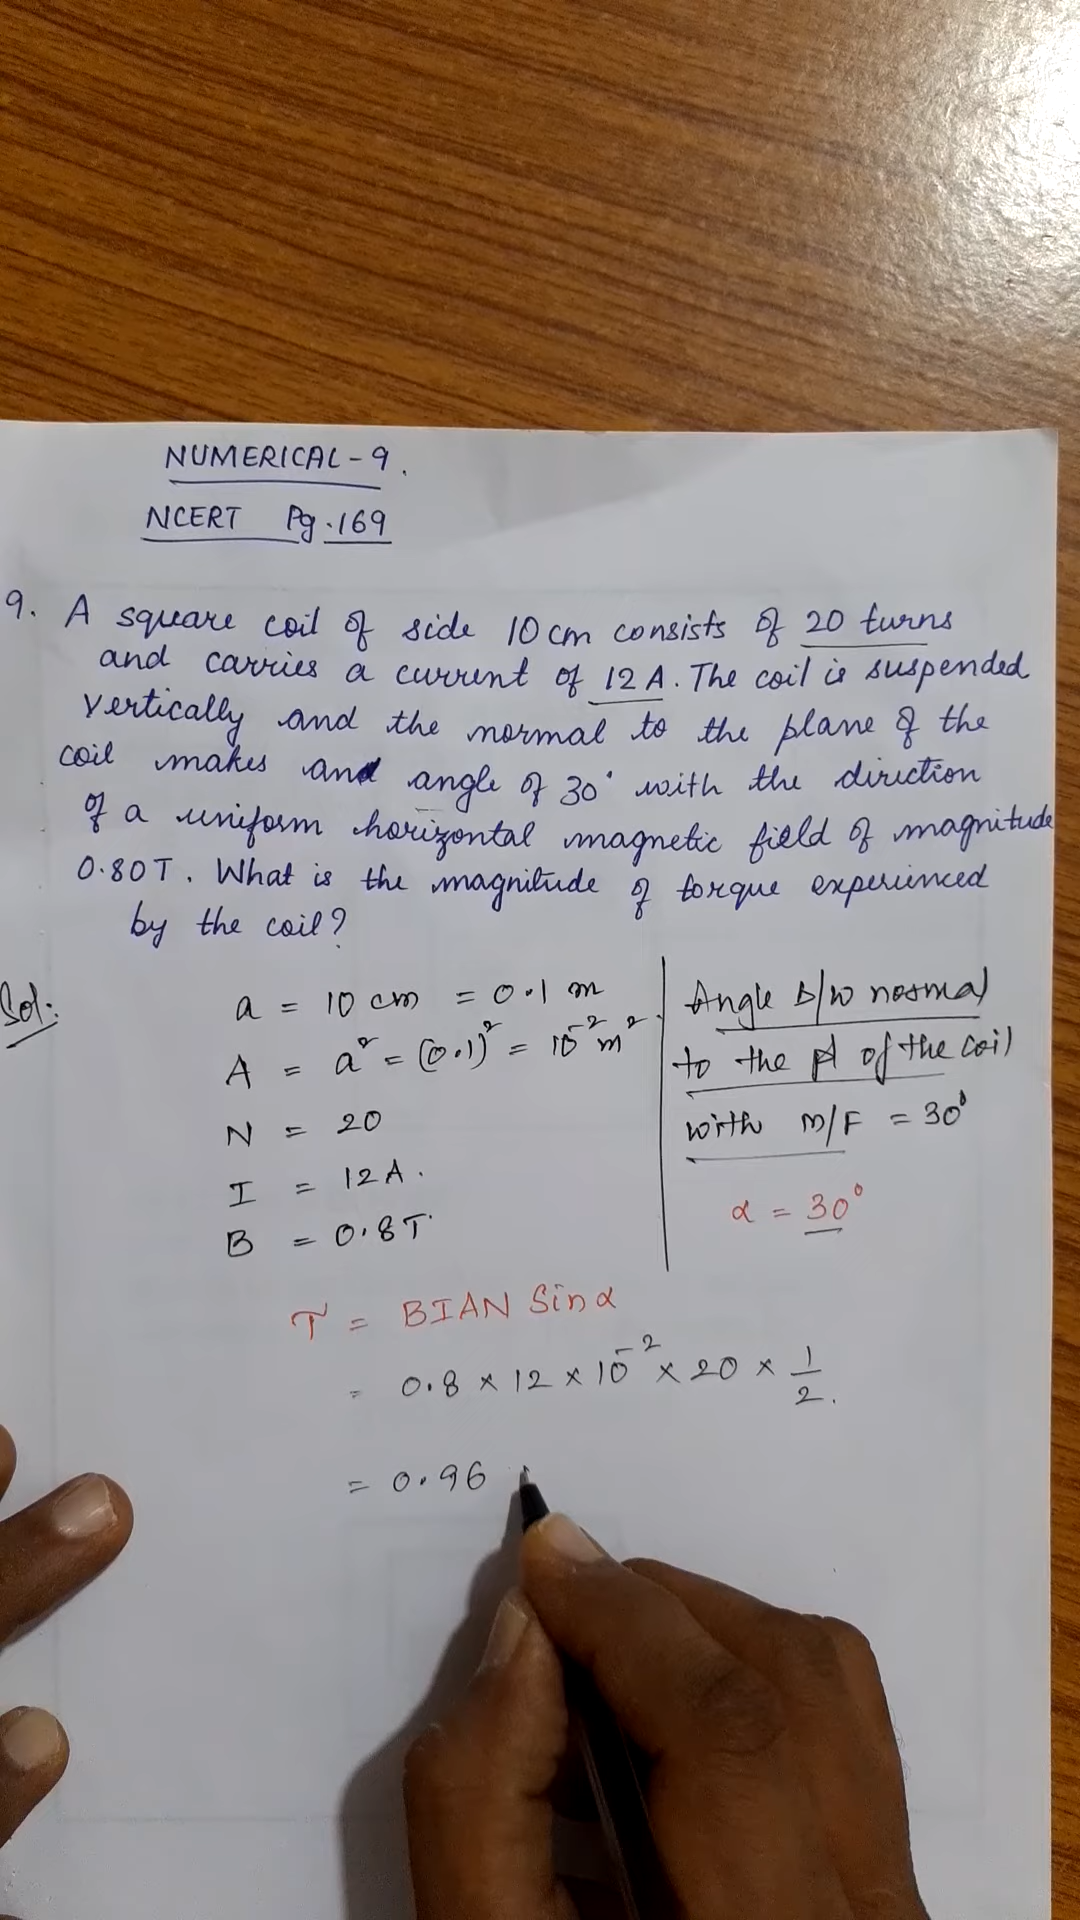 NUMERICAL - 9.
NCERT Pg.169
9. A square coil of side 10 cm consists of 20 turns
and carries a current of 12 A. The coil is suspended
vertically and the normal to the plane of the
coil makes and angle of 30° with the direction
of a uniform horizontal magnetic field of magnitude
0.80T. What is the magnitude of torque experienced
by the coil?
Sol:
a = 10 cm = 0.1 m
A = a² = (0.1)² = 10⁻² m²
N = 20
I = 12A.
B = 0.8T.
Angle b/w normal
to the pl of the coil
with m/F = 30°
α = 30°
τ = BIAN Sin α
= 0.8 × 12 × 10⁻² × 20 × 1/2.
= 0.96